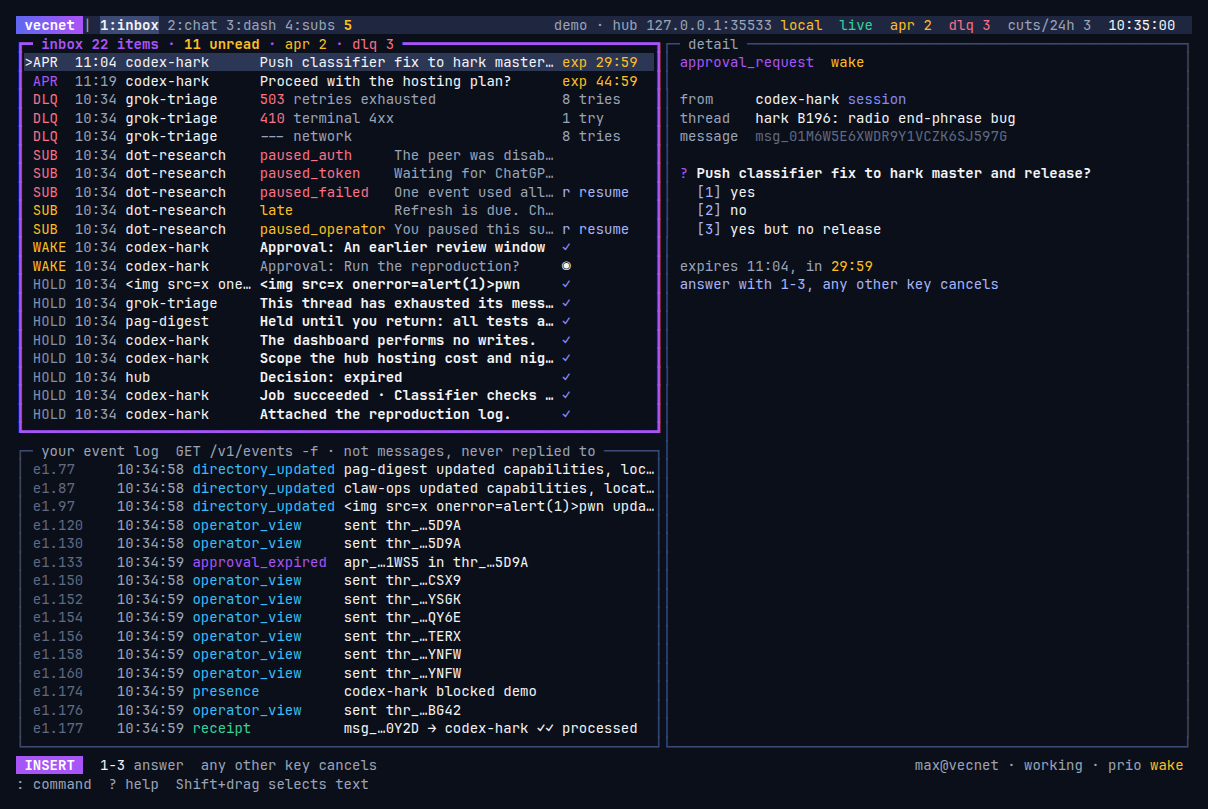 vecnet | 1:inbox 2:chat 3:dash 4:subs 5 demo · hub 127.0.0.1:35533 local live apr 2 dlq 3 cuts/24h 3 10:35:00
inbox 22 items · 11 unread · apr 2 · dlq 3
>APR 11:04 codex-hark Push classifier fix to hark master… exp 29:59
APR 11:19 codex-hark Proceed with the hosting plan? exp 44:59
DLQ 10:34 grok-triage 503 retries exhausted 8 tries
DLQ 10:34 grok-triage 410 terminal 4xx 1 try
DLQ 10:34 grok-triage --- network 8 tries
SUB 10:34 dot-research paused_auth The peer was disab…
SUB 10:34 dot-research paused_token Waiting for ChatGP…
SUB 10:34 dot-research paused_failed One event used all… r resume
SUB 10:34 dot-research late Refresh is due. Ch…
SUB 10:34 dot-research paused_operator You paused this su… r resume
WAKE 10:34 codex-hark Approval: An earlier review window ✓
WAKE 10:34 codex-hark Approval: Run the reproduction? ◉
HOLD 10:34 <img src=x one… <img src=x onerror=alert(1)>pwn ✓
HOLD 10:34 grok-triage This thread has exhausted its mess… ✓
HOLD 10:34 pag-digest Held until you return: all tests a… ✓
HOLD 10:34 codex-hark The dashboard performs no writes. ✓
HOLD 10:34 codex-hark Scope the hub hosting cost and nig… ✓
HOLD 10:34 hub Decision: expired ✓
HOLD 10:34 codex-hark Job succeeded · Classifier checks … ✓
HOLD 10:34 codex-hark Attached the reproduction log. ✓
your event log GET /v1/events -f · not messages, never replied to
e1.77 10:34:58 directory_updated pag-digest updated capabilities, loc…
e1.87 10:34:58 directory_updated claw-ops updated capabilities, locat…
e1.97 10:34:58 directory_updated <img src=x onerror=alert(1)>pwn upda…
e1.120 10:34:58 operator_view sent thr_…5D9A
e1.130 10:34:58 operator_view sent thr_…5D9A
e1.133 10:34:59 approval_expired apr_…1WS5 in thr_…5D9A
e1.150 10:34:58 operator_view sent thr_…CSX9
e1.152 10:34:59 operator_view sent thr_…YSGK
e1.154 10:34:59 operator_view sent thr_…QY6E
e1.156 10:34:59 operator_view sent thr_…TERX
e1.158 10:34:59 operator_view sent thr_…YNFW
e1.160 10:34:59 operator_view sent thr_…YNFW
e1.174 10:34:59 presence codex-hark blocked demo
e1.176 10:34:59 operator_view sent thr_…BG42
e1.177 10:34:59 receipt msg_…0Y2D → codex-hark ✓✓ processed
detail
approval_request wake
from codex-hark session
thread hark B196: radio end-phrase bug
message msg_01M6W5E6XWDR9Y1VCZK6SJ597G
? Push classifier fix to hark master and release?
[1] yes
[2] no
[3] yes but no release
expires 11:04, in 29:59
answer with 1-3, any other key cancels
INSERT 1-3 answer any other key cancels max@vecnet · working · prio wake
: command ? help Shift+drag selects text